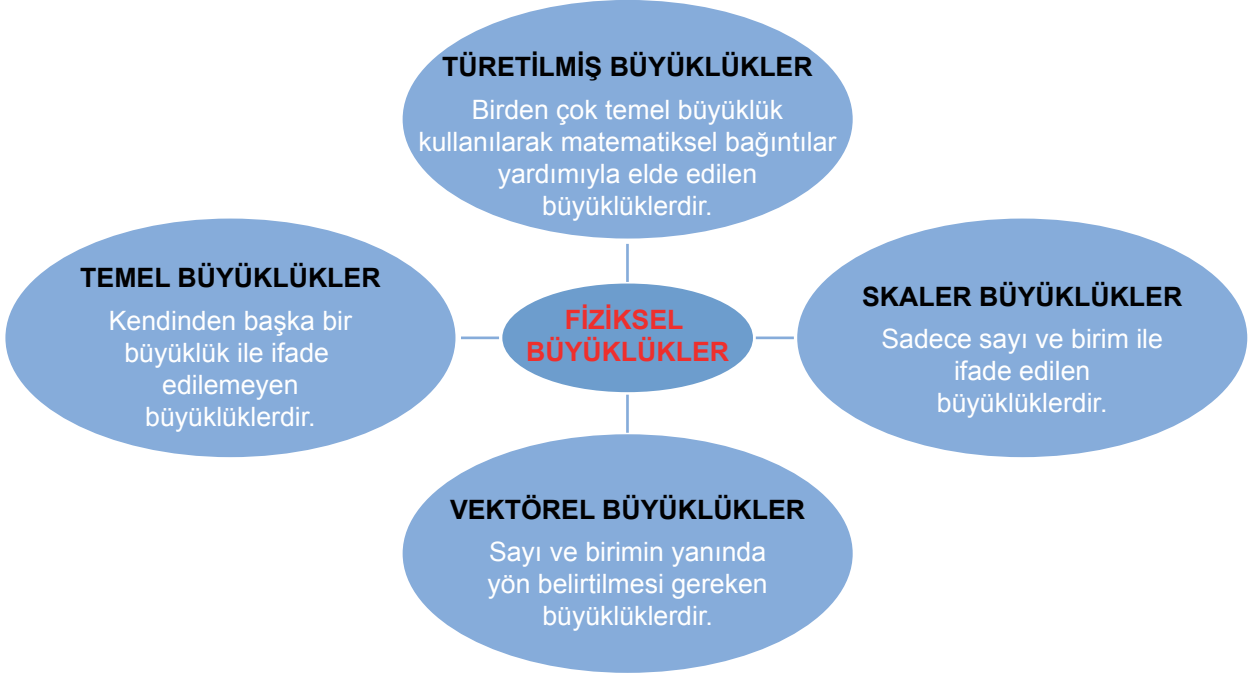 TÜRETİLMİŞ BÜYÜKLÜKLER
Birden çok temel büyüklük
kullanılarak matematiksel bağıntılar
yardımıyla elde edilen
büyüklüklerdir.
TEMEL BÜYÜKLÜKLER
Kendinden başka bir
büyüklük ile ifade
edilemeyen
büyüklüklerdir.
FİZİKSEL
BÜYÜKLÜKLER
SKALER BÜYÜKLÜKLER
Sadece sayı ve birim ile
ifade edilen
büyüklüklerdir.
VEKTÖREL BÜYÜKLÜKLER
Sayı ve birimin yanında
yön belirtilmesi gereken
büyüklüklerdir.